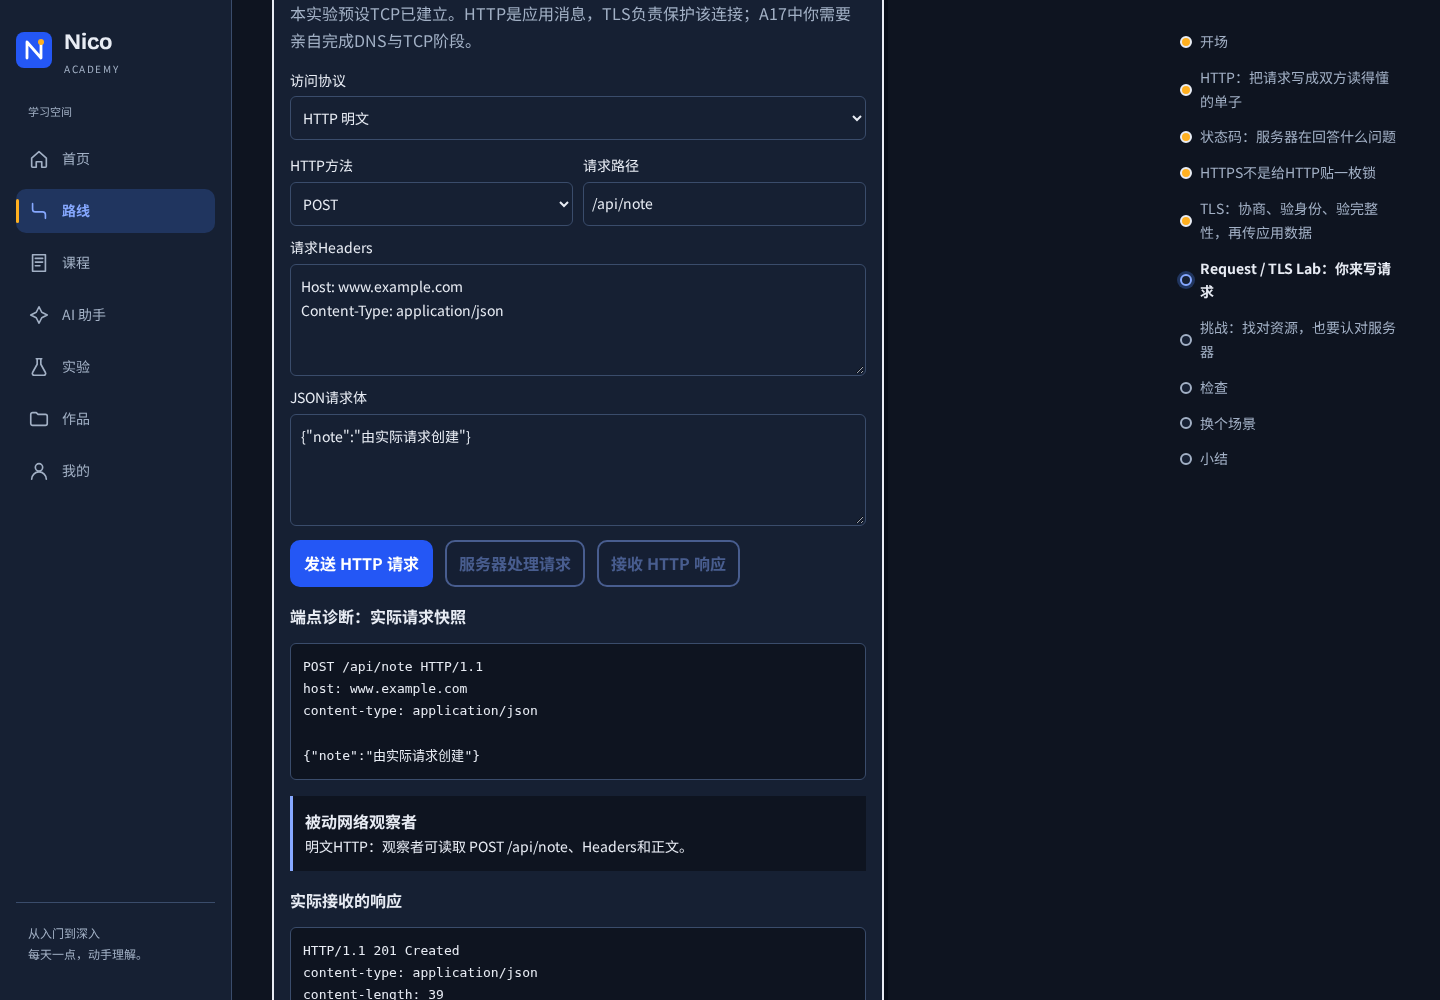 Nico
ACADEMY
学习空间
首页
路线
课程
AI 助手
实验
作品
我的
从入门到深入
每天一点，动手理解。
本实验预设TCP已建立。HTTP是应用消息，TLS负责保护该连接；A17中你需要
亲自完成DNS与TCP阶段。
访问协议
HTTP 明文
HTTP方法
请求路径
POST
/api/note
请求Headers
Host: www.example.com
Content-Type: application/json
JSON请求体
{"note":"由实际请求创建"}
发送 HTTP 请求
服务器处理请求
接收 HTTP 响应
端点诊断：实际请求快照
POST /api/note HTTP/1.1
host: www.example.com
content-type: application/json
{"note":"由实际请求创建"}
被动网络观察者
明文HTTP：观察者可读取 POST /api/note、Headers和正文。
实际接收的响应
HTTP/1.1 201 Created
content-type: application/json
content-length: 39
开场
HTTP：把请求写成双方读得懂
的单子
状态码：服务器在回答什么问题
HTTPS不是给HTTP贴一枚锁
TLS：协商、验身份、验完整
性，再传应用数据
Request / TLS Lab：你来写请
求
挑战：找对资源，也要认对服务
器
检查
换个场景
小结